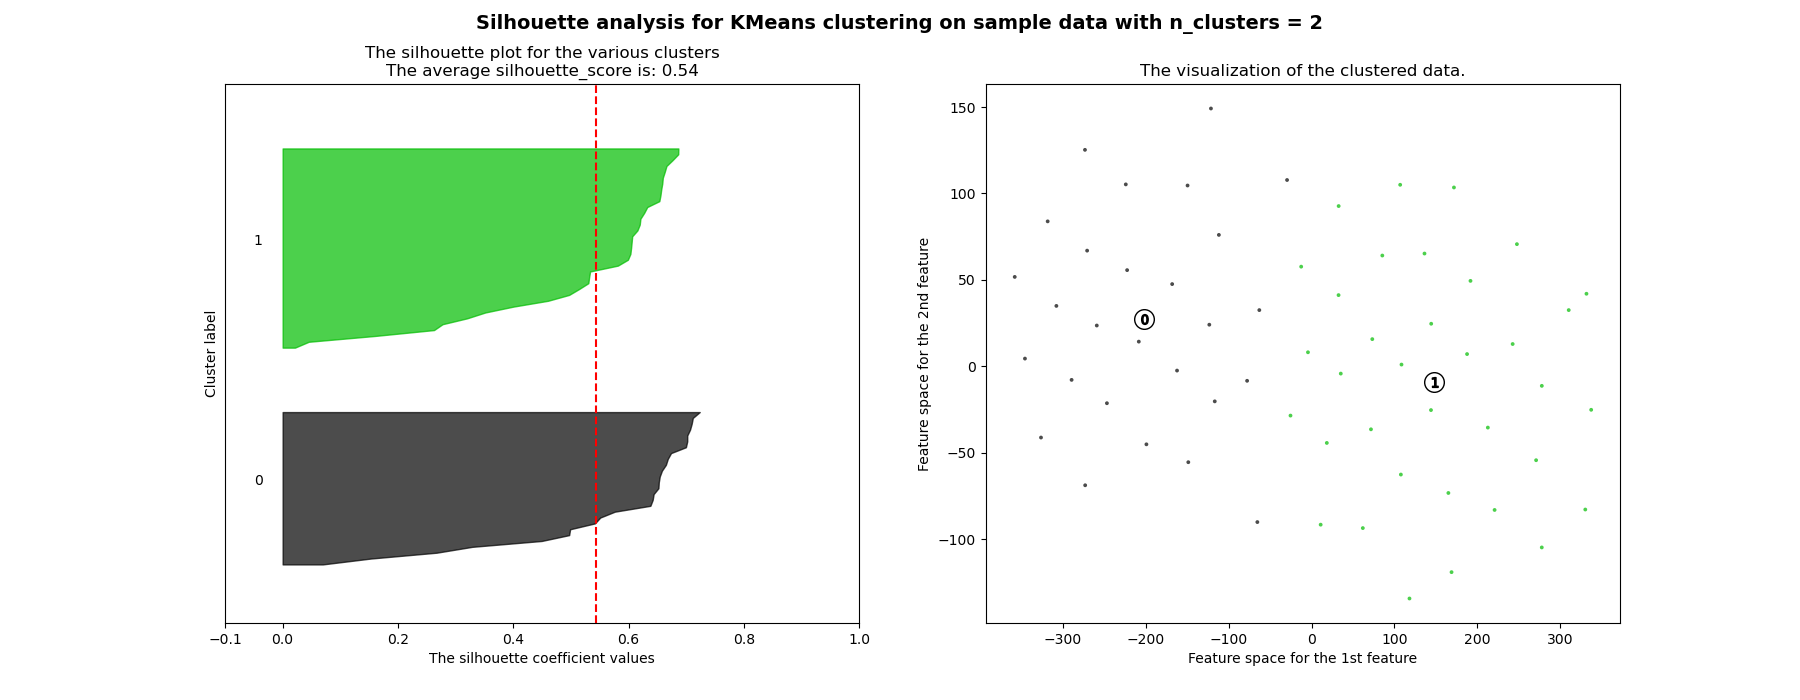 Silhouette analysis for KMeans clustering on sample data with n_clusters = 2
The silhouette plot for the various clusters
The average silhouette_score is: 0.54
Cluster label
1
0
−0.1 0.0 0.2 0.4 0.6 0.8 1.0
The silhouette coefficient values
The visualization of the clustered data.
Feature space for the 2nd feature
150
100
50
0
−50
−100
0
1
−300 −200 −100 0 100 200 300
Feature space for the 1st feature